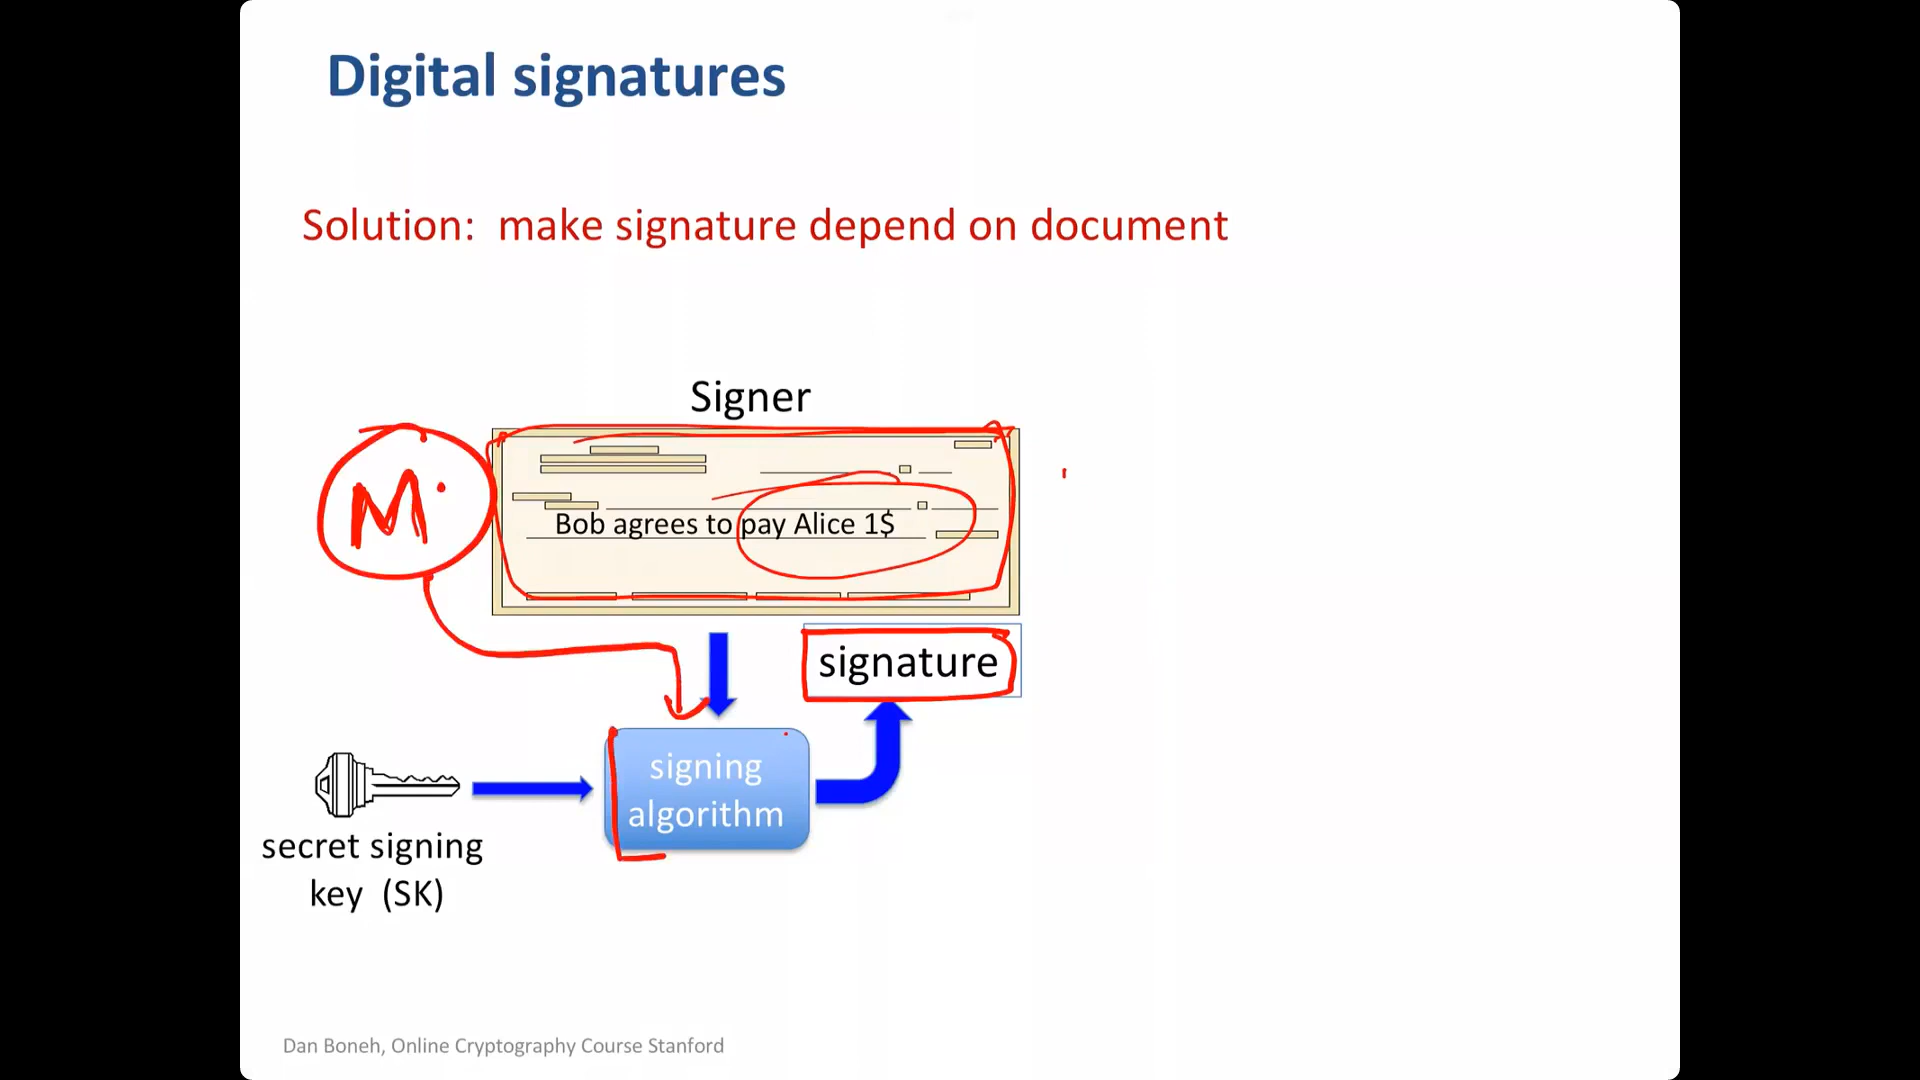 Digital signatures
Solution: make signature depend on document
Signer
M
Bob agrees to pay Alice 1$
signature
signing
algorithm
secret signing
key (SK)
Dan Boneh, Online Cryptography Course Stanford